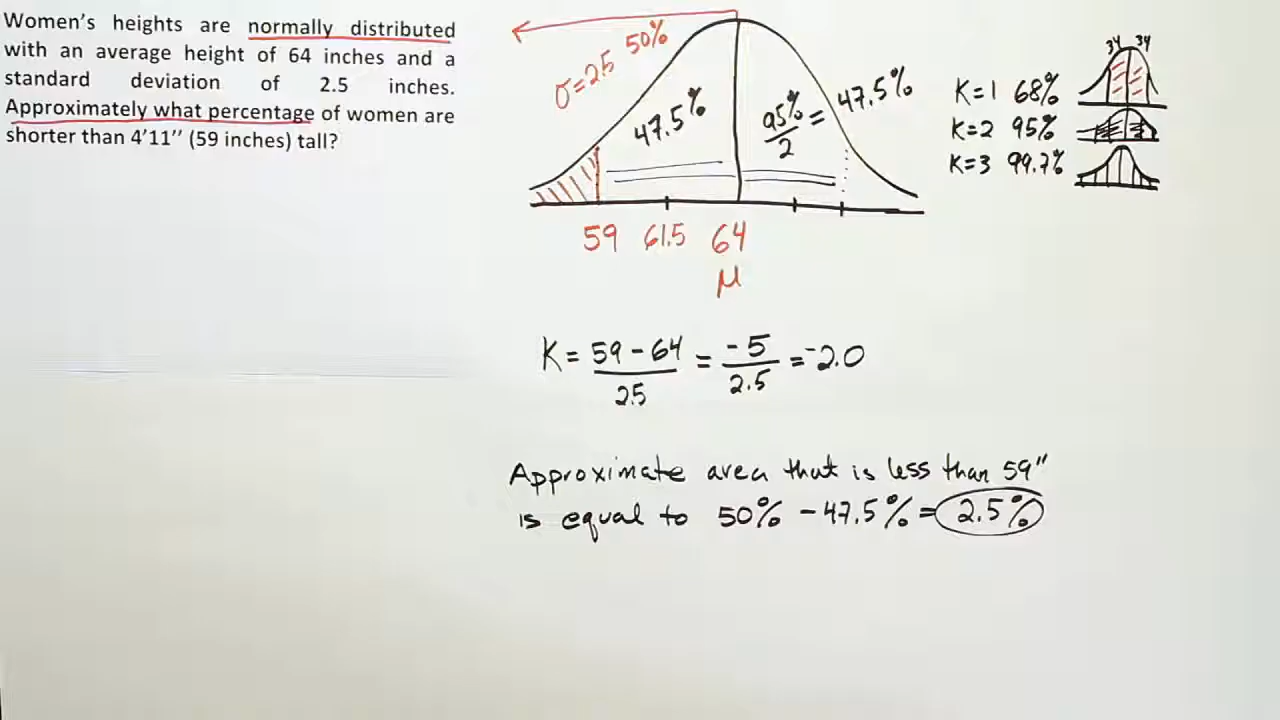 Women's heights are normally distributed
with an average height of 64 inches and a
standard deviation of 2.5 inches.
Approximately what percentage of women are
shorter than 4'11'' (59 inches) tall?
σ=2.5 50%
47.5%
95%/2 = 47.5%
59 61.5 64
μ
34 34
K=1 68%
K=2 95%
K=3 99.7%
K = 59-64/2.5 = -5/2.5 = -2.0
Approximate area that is less than 59"
is equal to 50% - 47.5% = 2.5%